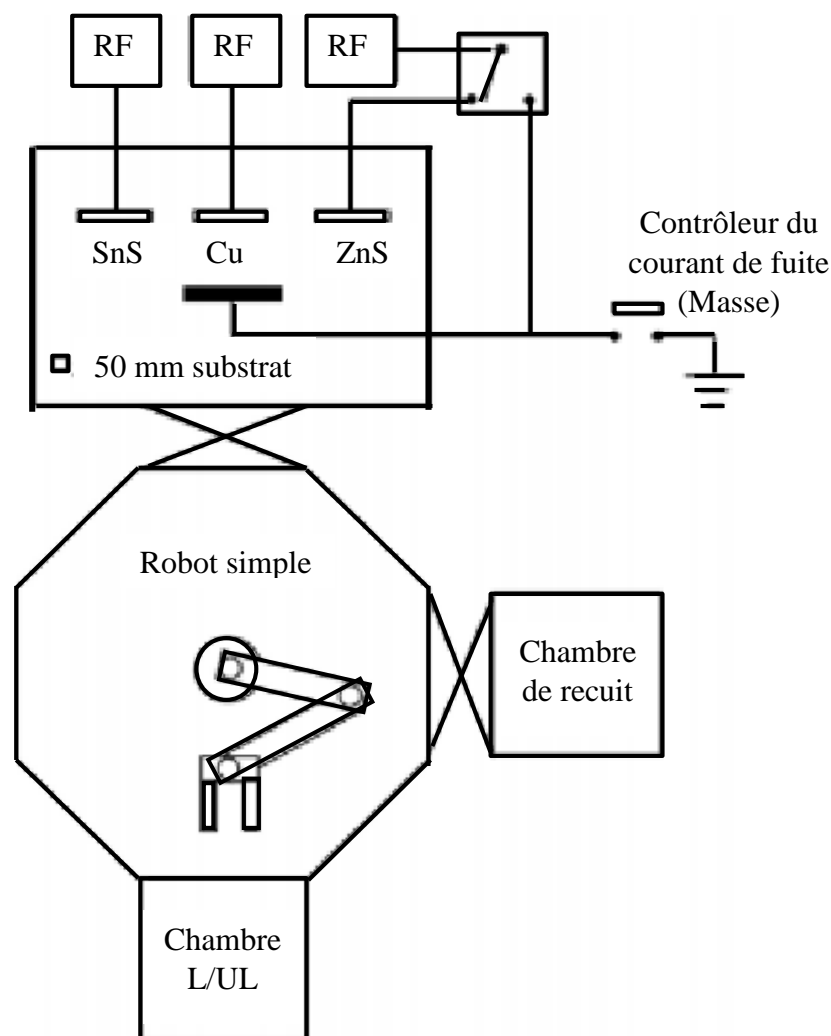 RF
RF
RF
SnS
Cu
ZnS
Contrôleur du
courant de fuite
(Masse)
50 mm substrat
Robot simple
Chambre
de recuit
Chambre
L/UL